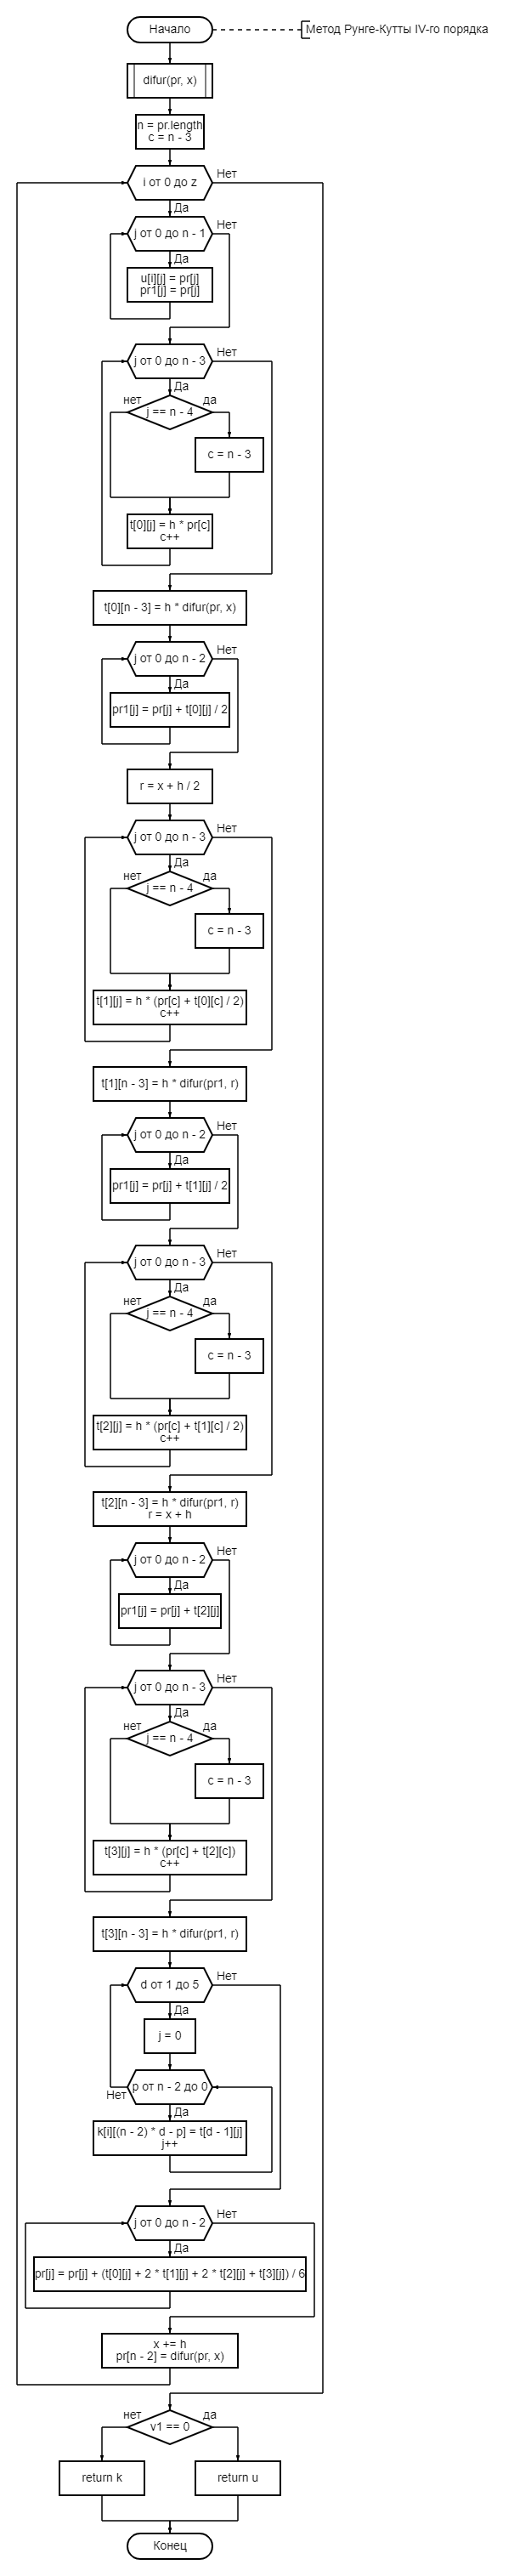 Начало
Метод Рунге-Кутты IV-го порядка
difur(pr, x)
n = pr.length
c = n - 3
i от 0 до z
Нет
Да
j от 0 до n - 1
Нет
Да
u[i][j] = pr[j]
pr1[j] = pr[j]
j от 0 до n - 3
Нет
Да
нет
да
j == n - 4
c = n - 3
t[0][j] = h * pr[c]
c++
t[0][n - 3] = h * difur(pr, x)
j от 0 до n - 2
Нет
Да
pr1[j] = pr[j] + t[0][j] / 2
r = x + h / 2
j от 0 до n - 3
Нет
Да
нет
да
j == n - 4
c = n - 3
t[1][j] = h * (pr[c] + t[0][c] / 2)
c++
t[1][n - 3] = h * difur(pr1, r)
j от 0 до n - 2
Нет
Да
pr1[j] = pr[j] + t[1][j] / 2
j от 0 до n - 3
Нет
Да
нет
да
j == n - 4
c = n - 3
t[2][j] = h * (pr[c] + t[1][c] / 2)
c++
t[2][n - 3] = h * difur(pr1, r)
r = x + h
j от 0 до n - 2
Нет
Да
pr1[j] = pr[j] + t[2][j]
j от 0 до n - 3
Нет
Да
нет
да
j == n - 4
c = n - 3
t[3][j] = h * (pr[c] + t[2][c])
c++
t[3][n - 3] = h * difur(pr1, r)
d от 1 до 5
Нет
Да
j = 0
p от n - 2 до 0
Нет
Да
k[i][(n - 2) * d - p] = t[d - 1][j]
j++
j от 0 до n - 2
Нет
Да
pr[j] = pr[j] + (t[0][j] + 2 * t[1][j] + 2 * t[2][j] + t[3][j]) / 6
x += h
pr[n - 2] = difur(pr, x)
нет
да
v1 == 0
return k
return u
Конец